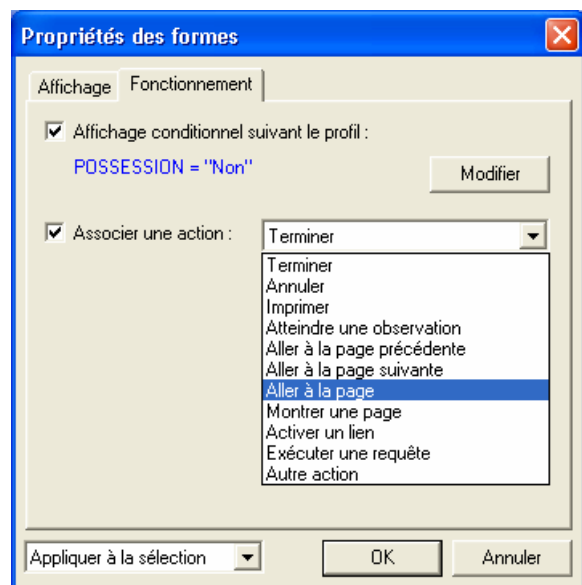 Propriétés des formes
Affichage
Fonctionnement
Affichage conditionnel suivant le profil :
POSSESSION = "Non"
Modifier
Associer une action :
Terminer
Terminer
Annuler
Imprimer
Atteindre une observation
Aller à la page précédente
Aller à la page suivante
Aller à la page
Montrer une page
Activer un lien
Exécuter une requête
Autre action
Appliquer à la sélection
OK
Annuler